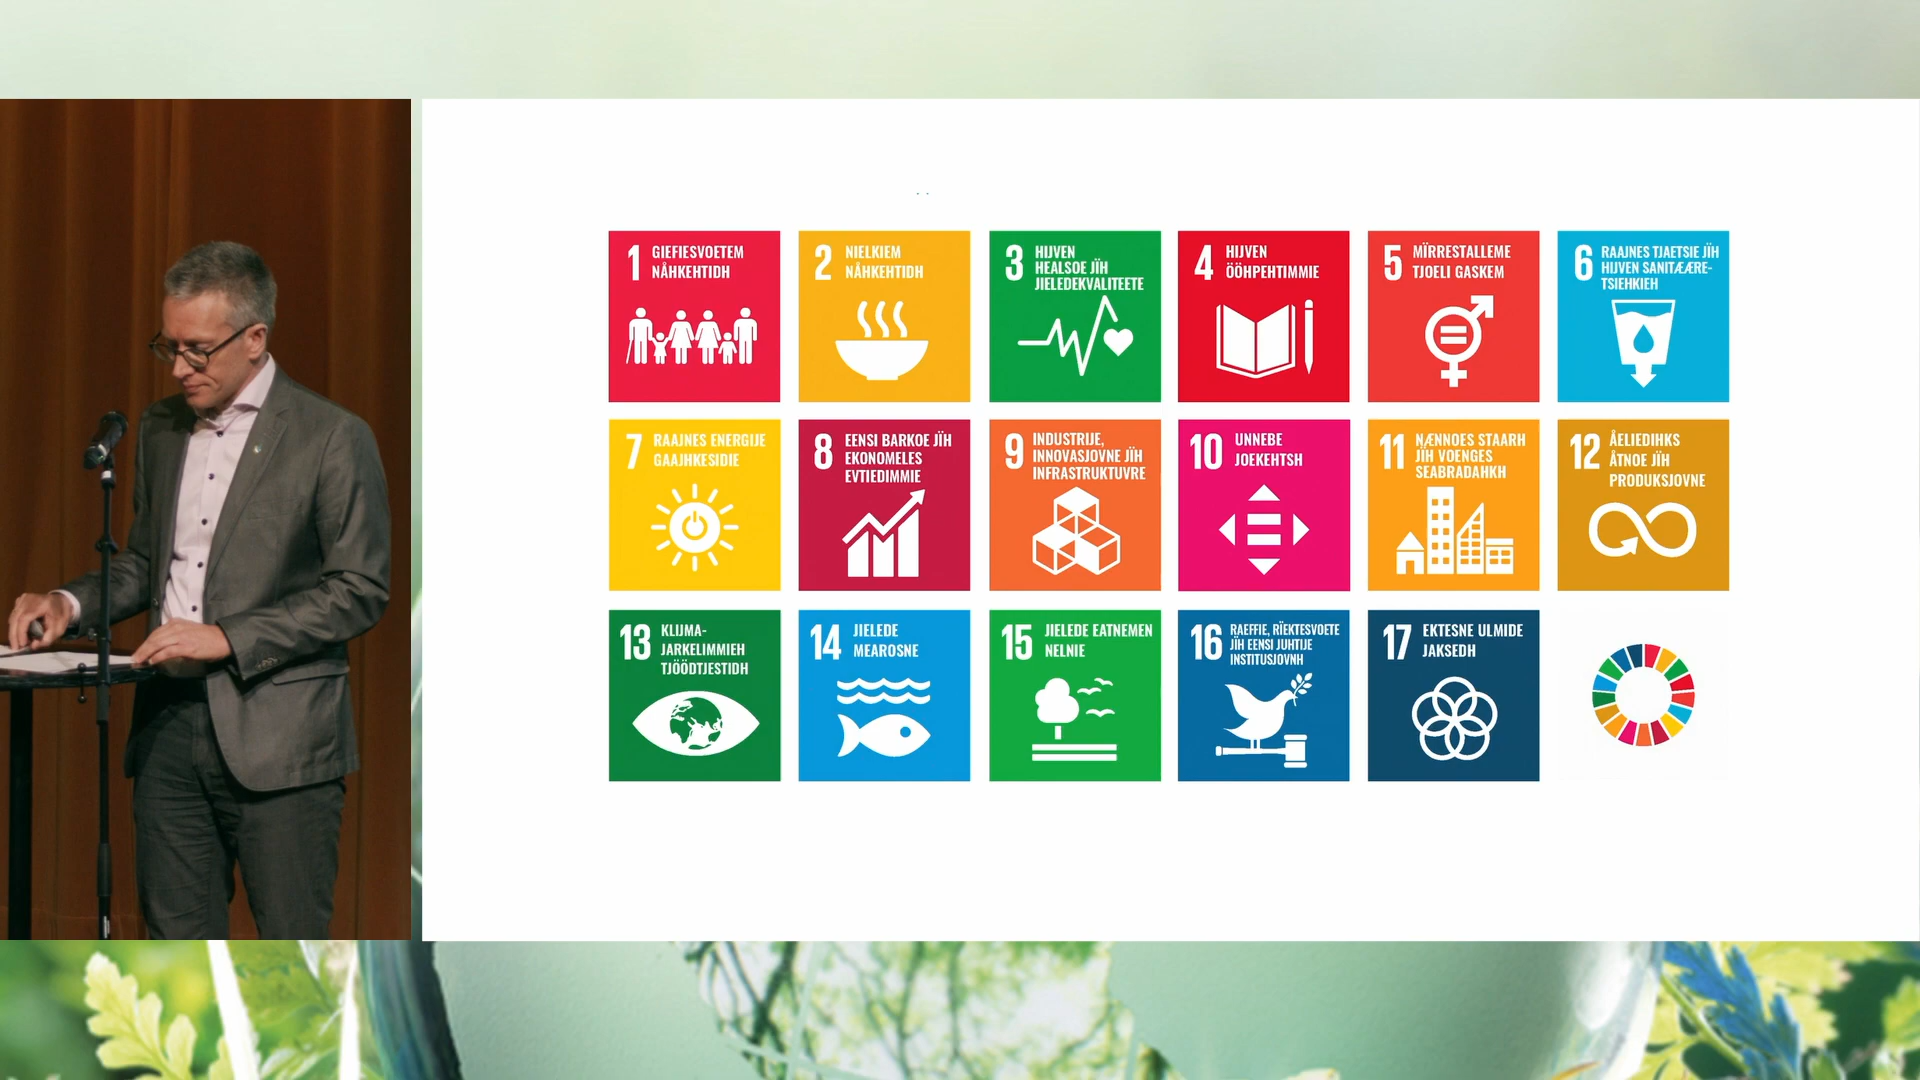 1 GIEFIESVOETEM
NÅHKEHTIDH
2 NIELKIEM
NÅHKEHTIDH
3 HIJVEN
HEALSOE JÏH
JIELEDEKVALITEETE
4 HIJVEN
ÖÖHPEHTIMMIE
5 MÏRRESTALLEME
TJOELI GASKEM
6 RAAJNES TJAETSIE JÏH
HIJVEN SANITÆÆRE-
TSIEHKIEH
7 RAAJNES ENERGIJE
GAAJHKESIDIE
8 EENSI BARKOE JÏH
EKONOMELES
EVTIEDIMMIE
9 INDUSTRIJE,
INNOVASJOVNE JÏH
INFRASTRUKTUVRE
10 UNNEBE
JOEKEHTSH
11 NÆNNOES STAARH
JÏH VOENGES
SEABRADAHKH
12 ÅELIEDIHKS
ÅTNOE JÏH
PRODUKSJOVNE
13 KLIJMA-
JARKELIMMIEH
TJÖÖDTJESTIDH
14 JIELEDE
MEAROSNE
15 JIELEDE EATNEMEN
NELNIE
16 RAEFFIE, RÏEKTESVOETE
JÏH EENSI JUHTIJE
INSTITUSJOVNH
17 EKTESNE ULMIDE
JAKSEDH